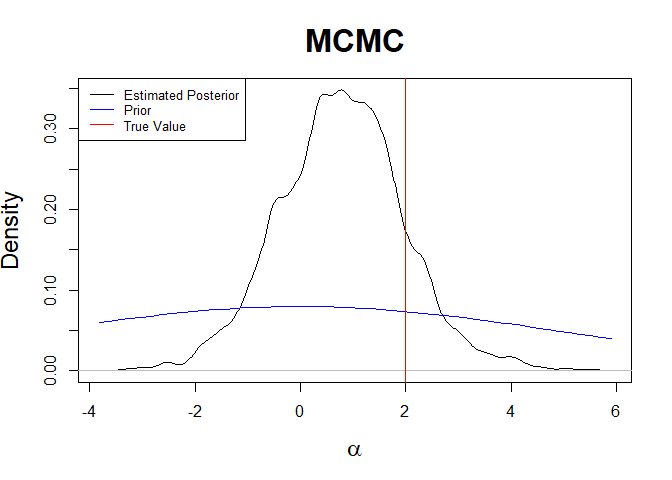 MCMC
Estimated Posterior
Prior
True Value
Density
0.30
0.20
0.10
0.00
-4
-2
0
2
4
6
α